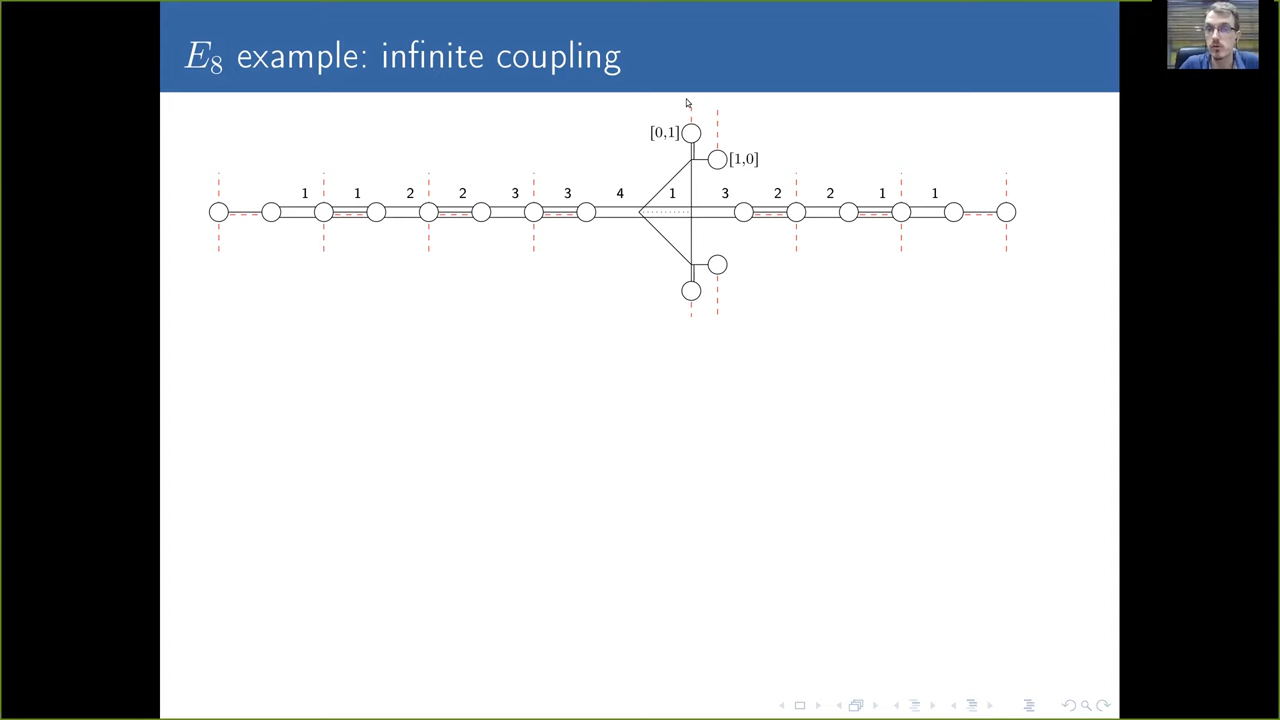 E₈ example: infinite coupling
[0,1]
[1,0]
1 1 2 2 3 3 4 1 3 2 2 1 1